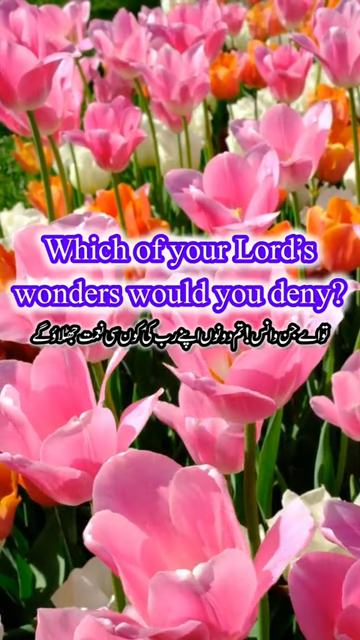 Which of your Lord's
wonders would you deny?
تو اے جن و انس! تم دونوں اپنے رب کی کون سی نعمت جھٹلاؤ گے